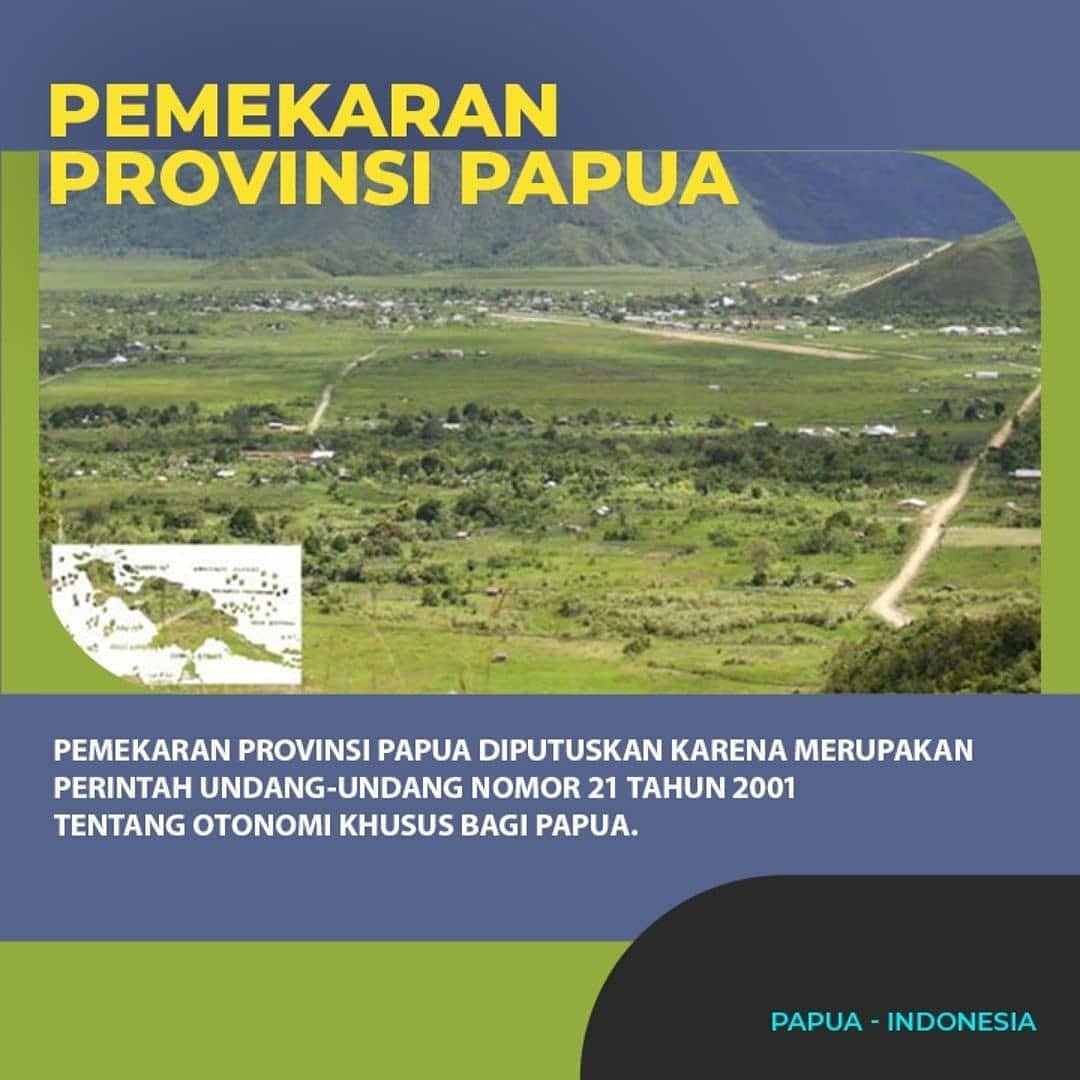 PEMEKARAN
PROVINSI PAPUA
PEMEKARAN PROVINSI PAPUA DIPUTUSKAN KARENA MERUPAKAN
PERINTAH UNDANG-UNDANG NOMOR 21 TAHUN 2001
TENTANG OTONOMI KHUSUS BAGI PAPUA.
PAPUA - INDONESIA